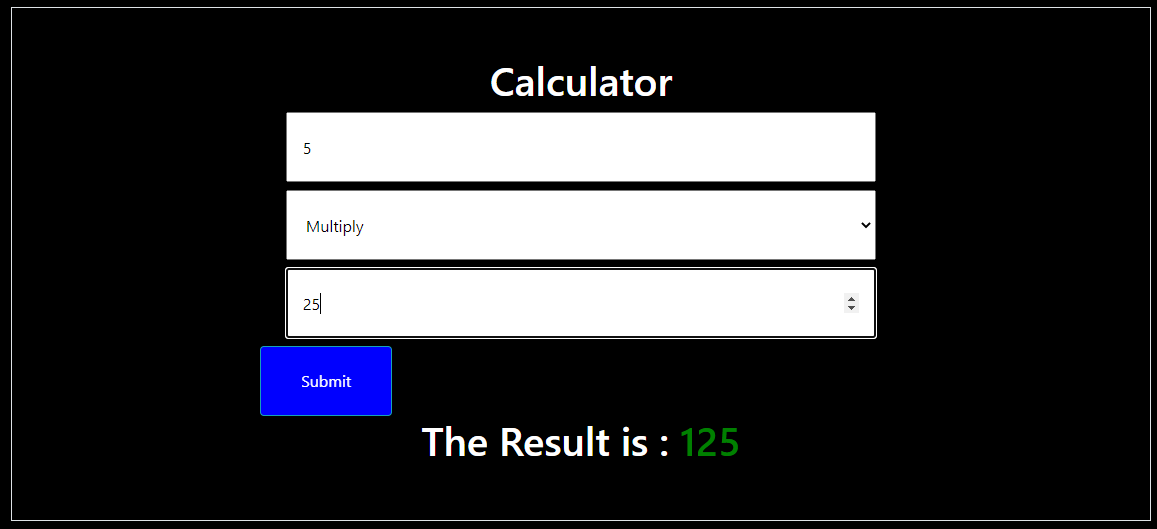 Calculator
5
Multiply
25
Submit
The Result is : 125